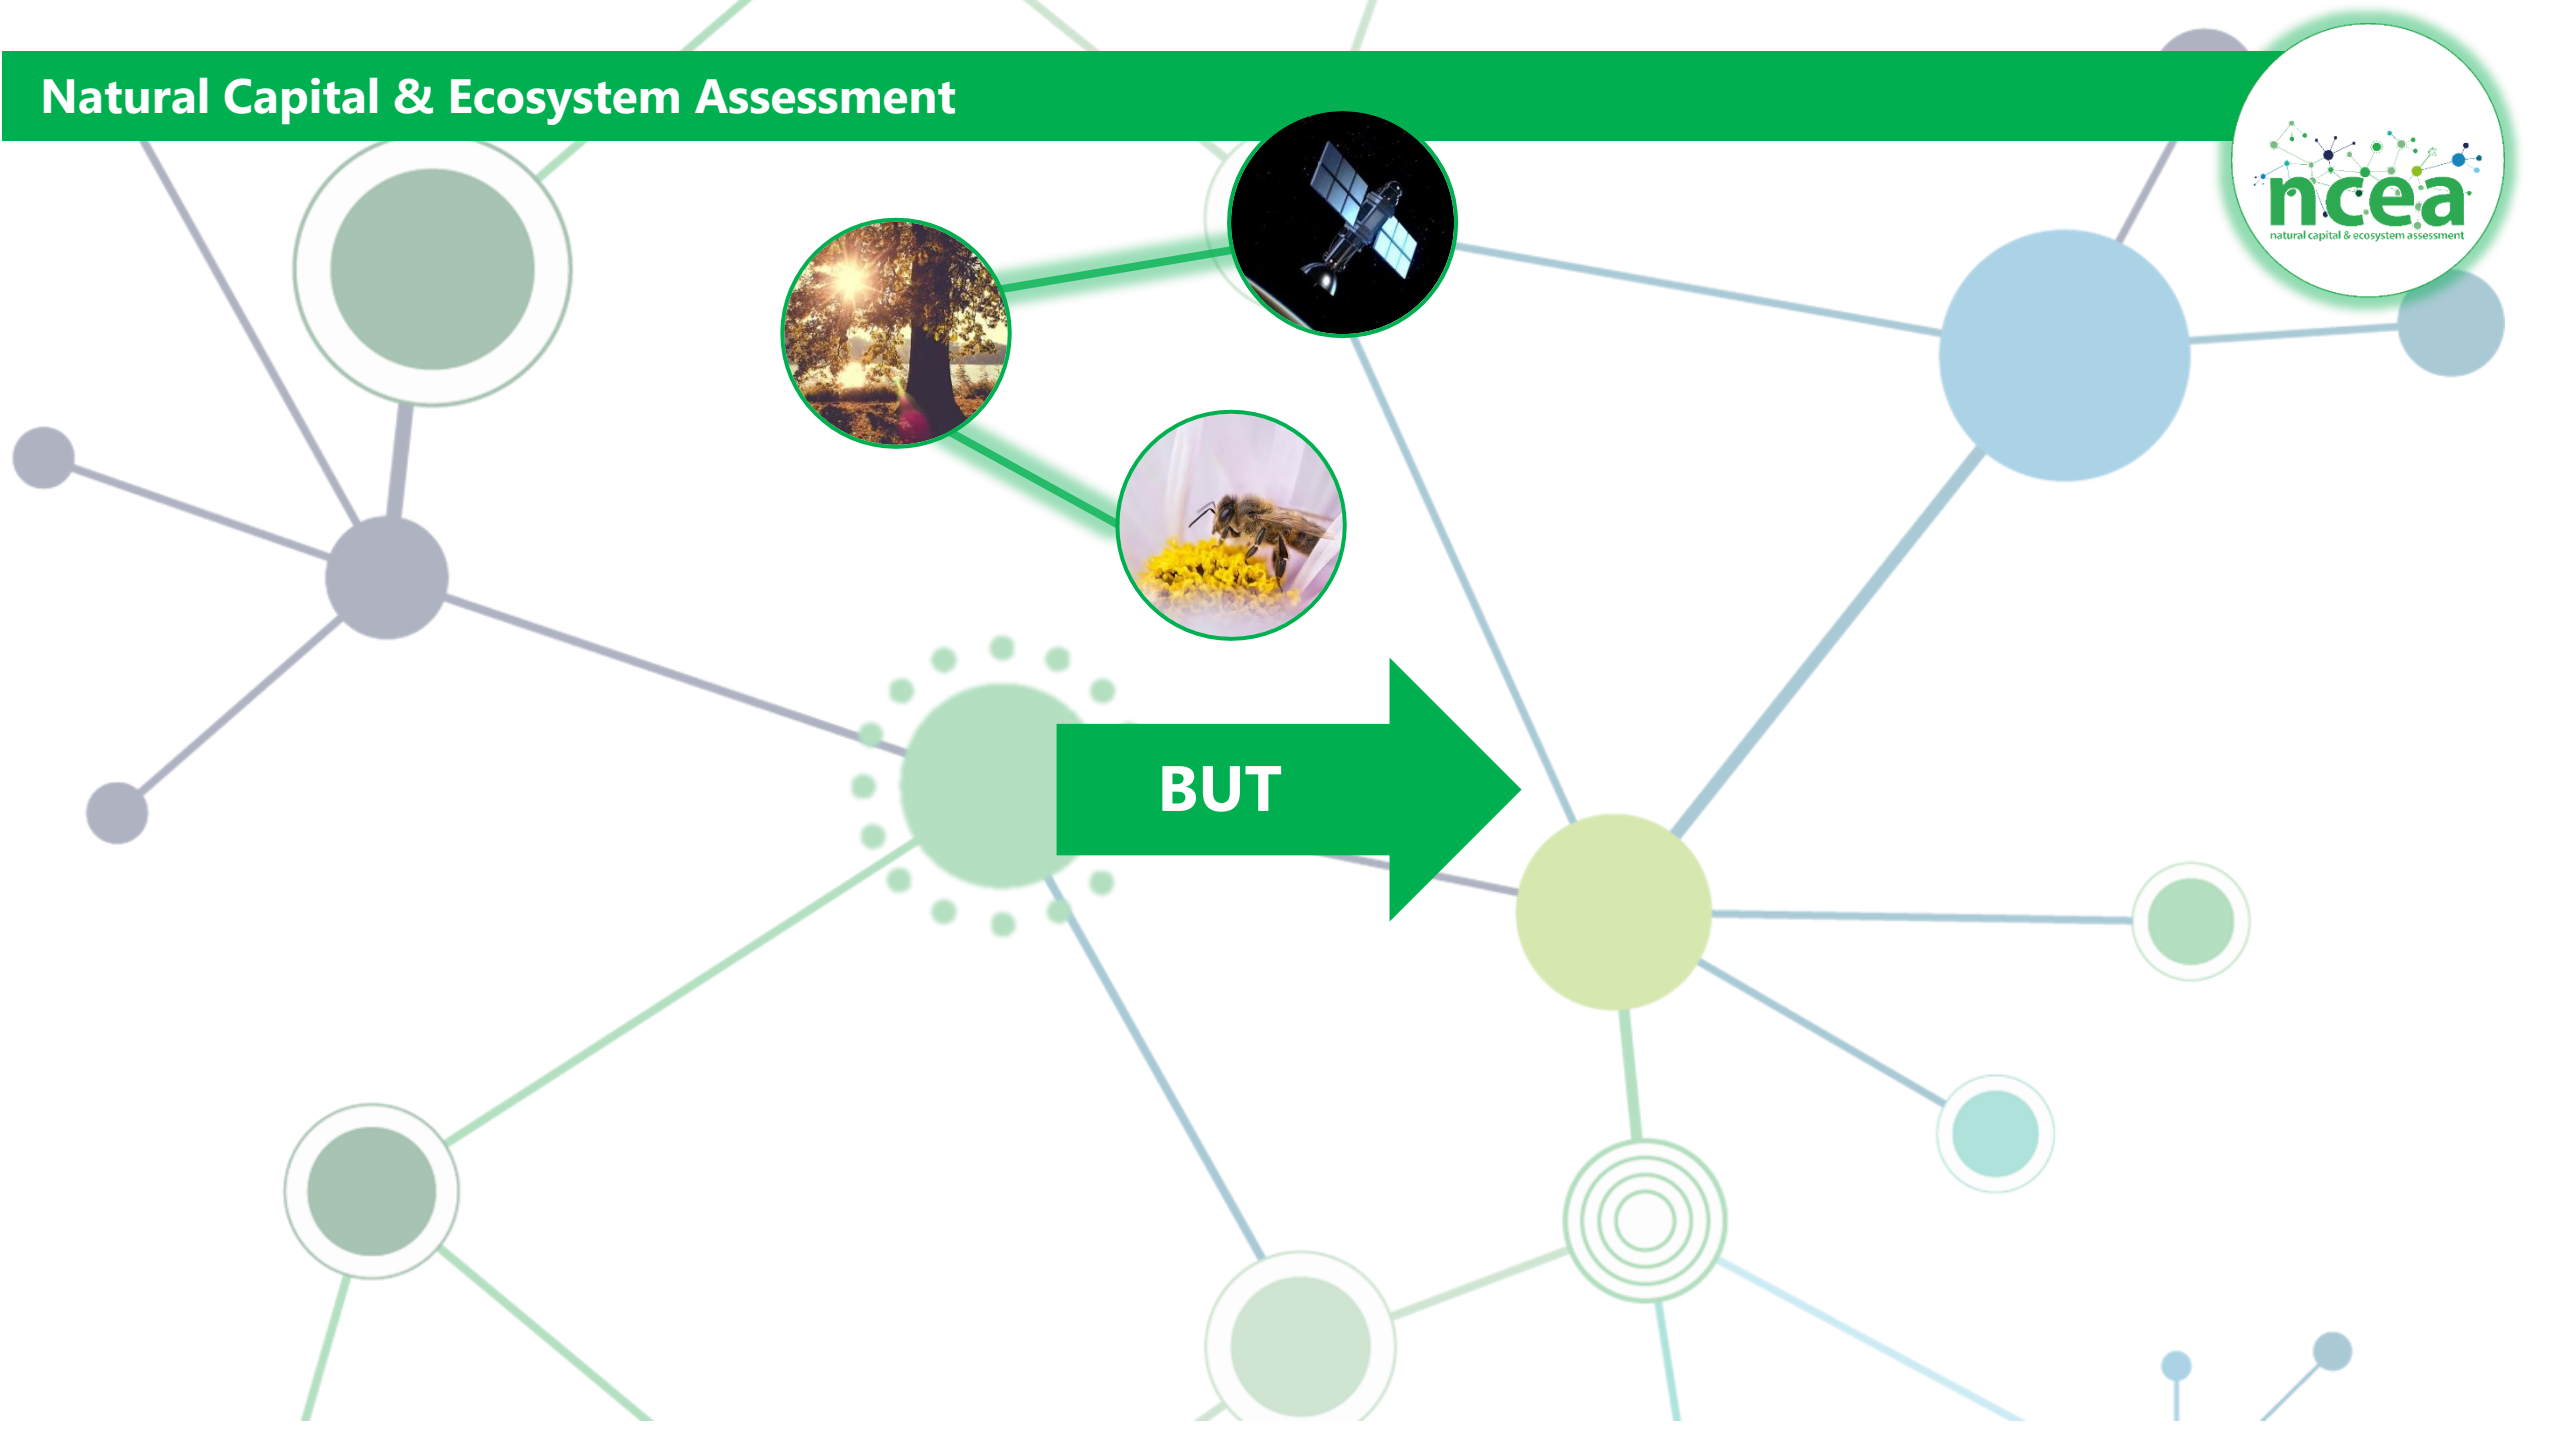 Natural Capital & Ecosystem Assessment
ncea
natural capital & ecosystem assessment
BUT